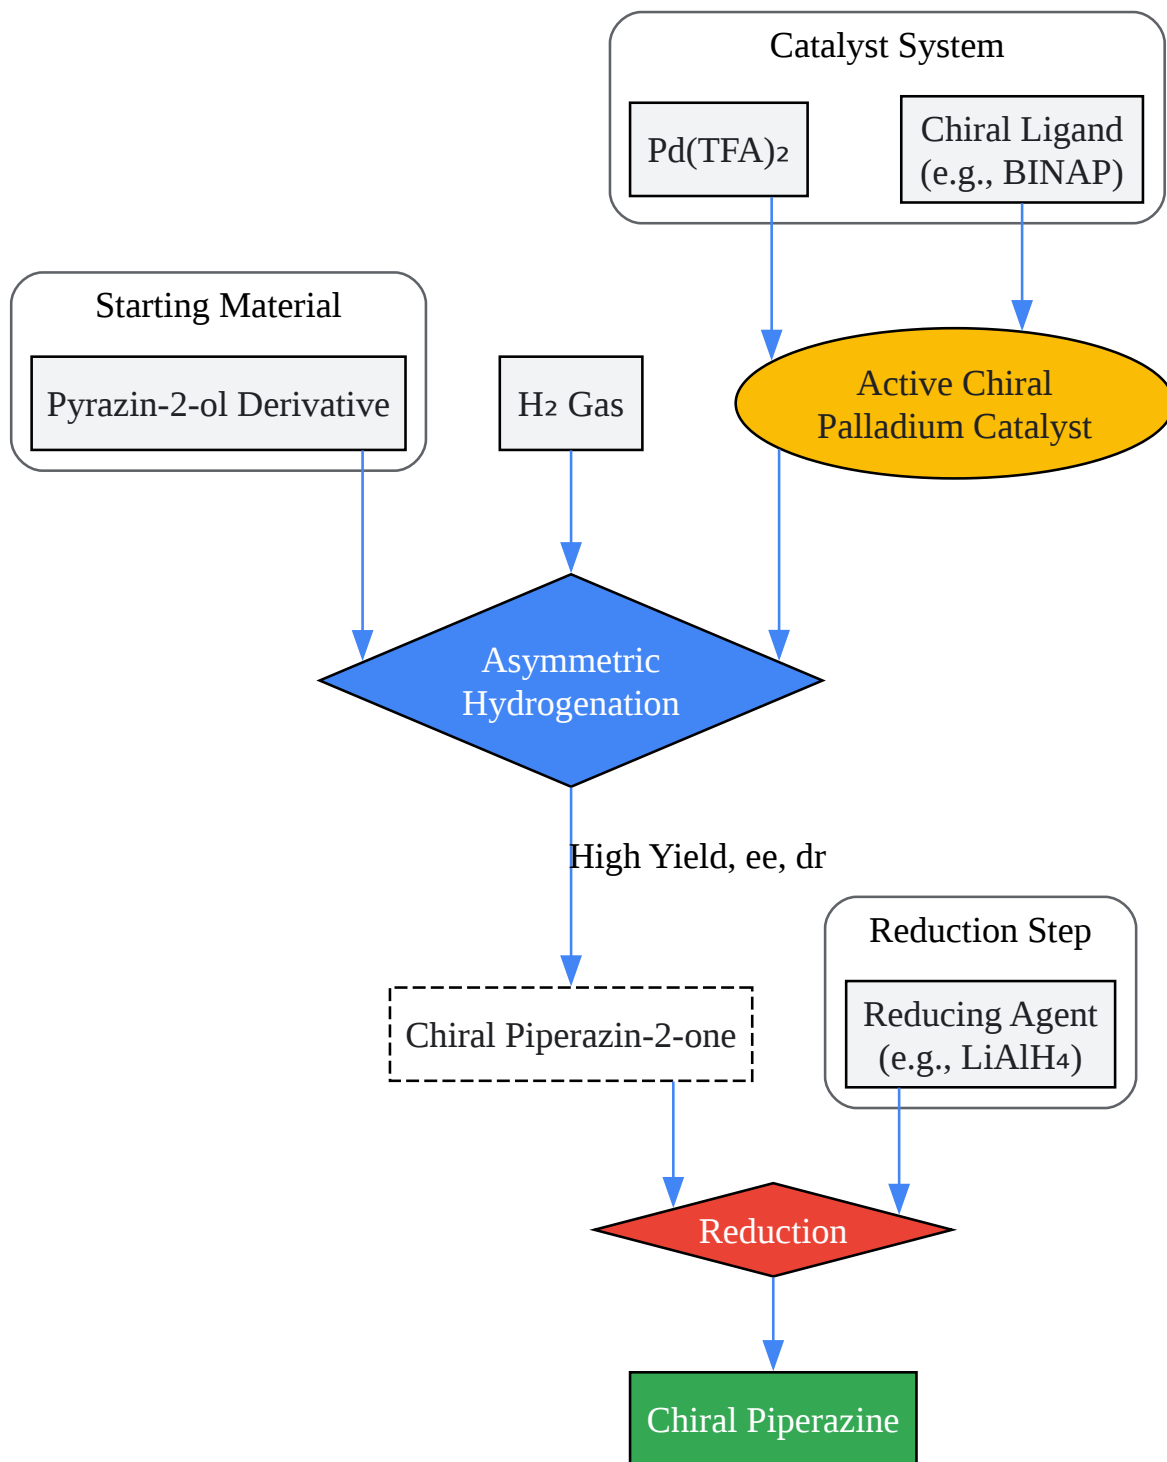 Catalyst System
Pd(TFA)₂
Chiral Ligand
(e.g., BINAP)
Starting Material
Pyrazin-2-ol Derivative
H₂ Gas
Active Chiral
Palladium Catalyst
Asymmetric
Hydrogenation
High Yield, ee, dr
Chiral Piperazin-2-one
Reduction Step
Reducing Agent
(e.g., LiAlH₄)
Reduction
Chiral Piperazine